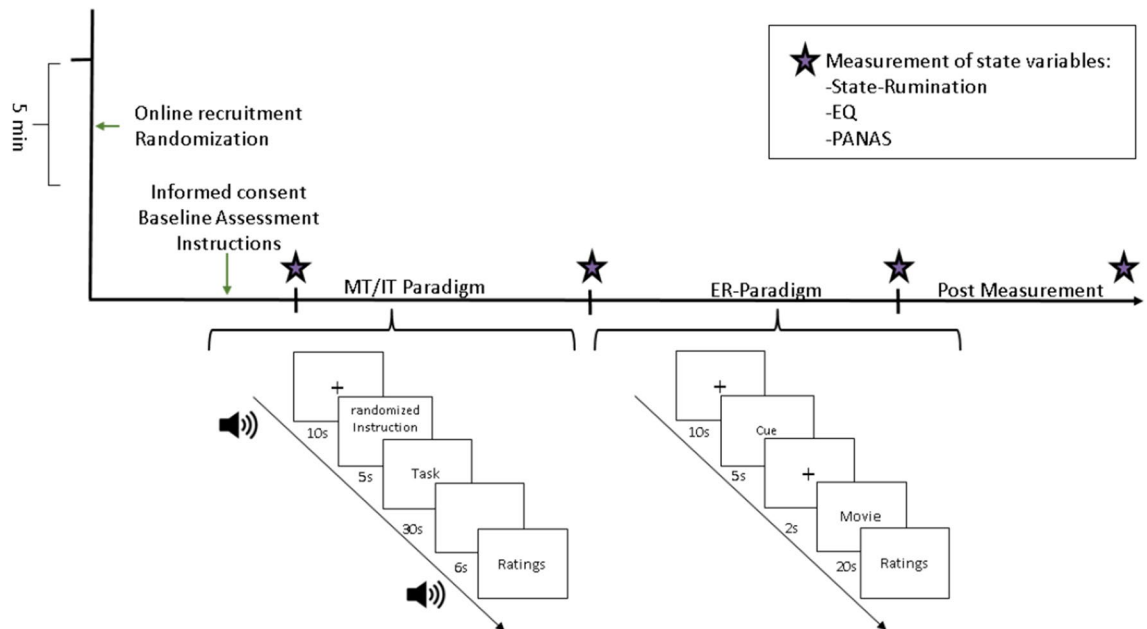 5 min
Online recruitment
Randomization
Informed consent
Baseline Assessment
Instructions
Measurement of state variables:
-State-Rumination
-EQ
-PANAS
MT/IT Paradigm
ER-Paradigm
Post Measurement
+
10s
randomized
Instruction
5s
Task
30s
6s
Ratings
+
10s
Cue
5s
+
2s
Movie
20s
Ratings